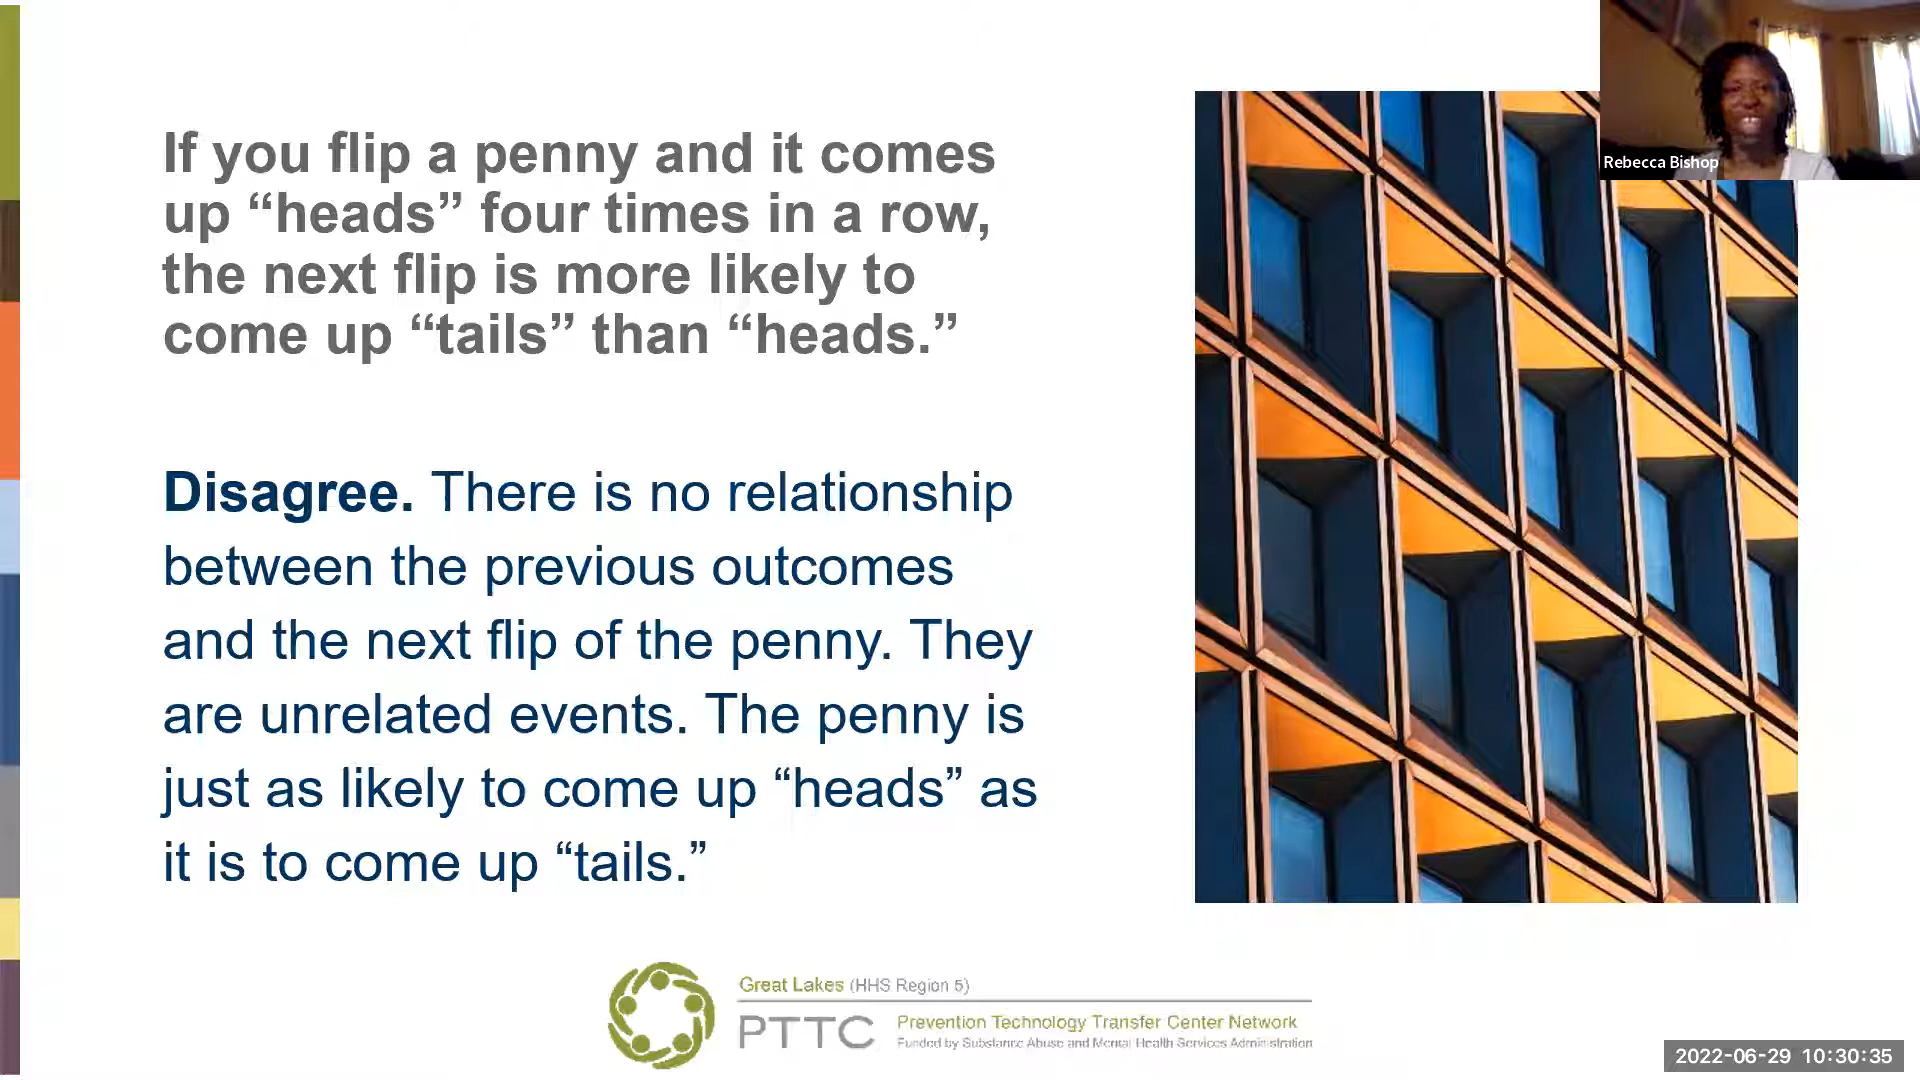 If you flip a penny and it comes
up “heads” four times in a row,
the next flip is more likely to
come up “tails” than “heads.”
Disagree. There is no relationship
between the previous outcomes
and the next flip of the penny. They
are unrelated events. The penny is
just as likely to come up “heads” as
it is to come up “tails.”
Rebecca Bishop
Great Lakes (HHS Region 5)
PTTC
Prevention Technology Transfer Center Network
Funded by Substance Abuse and Mental Health Services Administration
2022-06-29 10:30:35